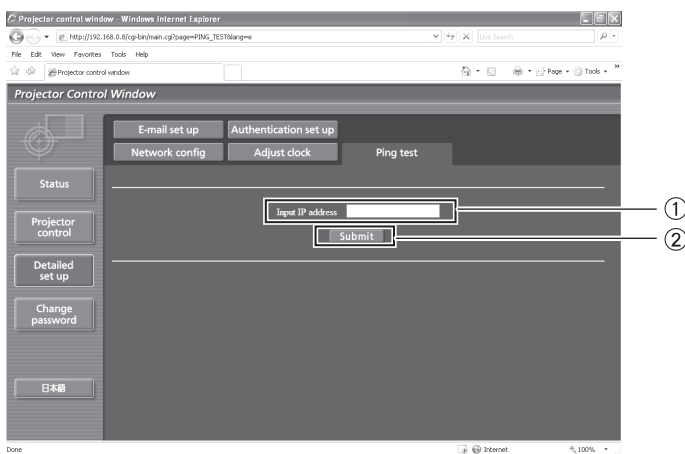 Projector control window - Windows Internet Explorer
http://192.168.0.8/cgi-bin/main.cgi?page=PING_TEST&lang=e
Live Search
File Edit View Favorites Tools Help
Projector control window
Page Tools
Projector Control Window
E-mail set up Authentication set up
Network config Adjust clock Ping test
Status
Input IP address
①
Projector
control
Submit
②
Detailed
set up
Change
password
日本語
Done Internet 100%